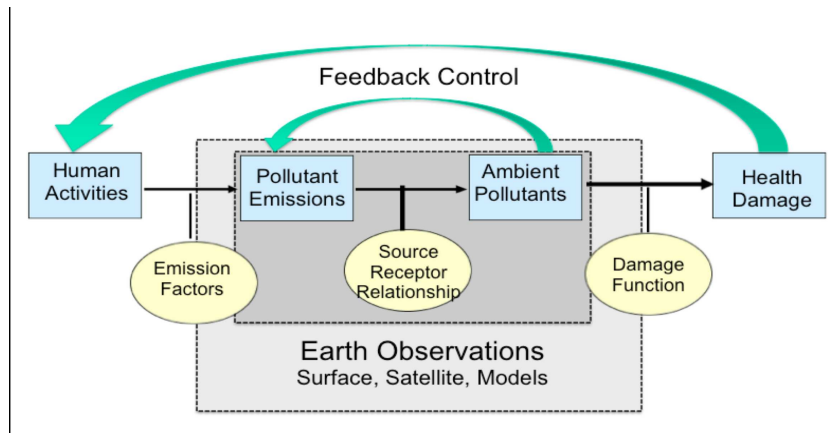 Feedback Control
Human
Activities
Pollutant
Emissions
Ambient
Pollutants
Health
Damage
Emission
Factors
Source
Receptor
Relationship
Damage
Function
Earth Observations
Surface, Satellite, Models